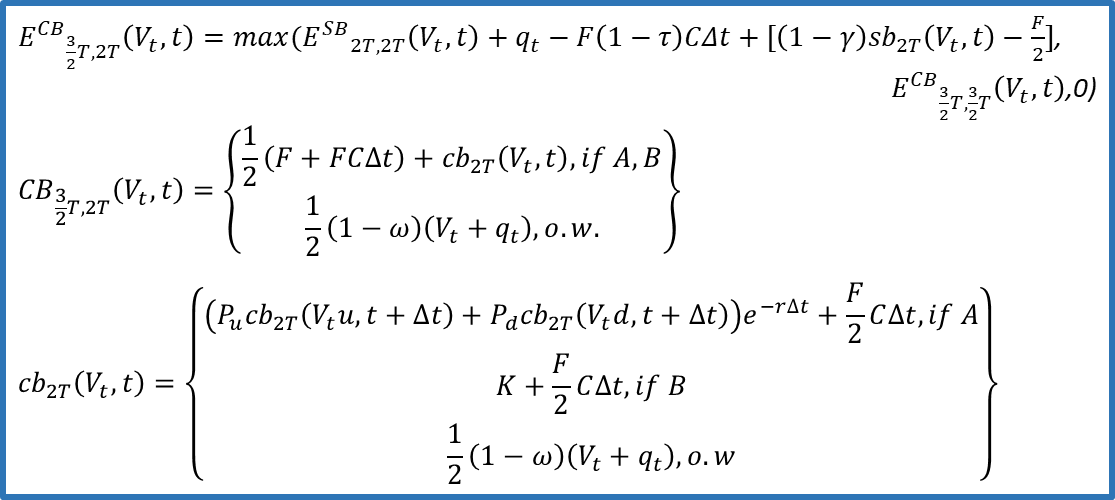 E^{CB}_{\frac{3}{2}T,2T}(V_t,t) = max(E^{SB}_{2T,2T}(V_t,t) + q_t − F(1 − τ)CΔt + [(1 − γ)sb_{2T}(V_t,t) − \frac{F}{2}],
E^{CB}_{\frac{3}{2}T,\frac{3}{2}T}(V_t,t),0)
CB_{\frac{3}{2}T,2T}(V_t,t) = { \frac{1}{2}(F + FCΔt) + cb_{2T}(V_t,t), if A, B
\frac{1}{2}(1 − ω)(V_t + q_t), o.w. }
cb_{2T}(V_t,t) = { (P_u cb_{2T}(V_t u, t + Δt) + P_d cb_{2T}(V_t d, t + Δt))e^{−rΔt} + \frac{F}{2}CΔt, if A
K + \frac{F}{2}CΔt, if B
\frac{1}{2}(1 − ω)(V_t + q_t), o.w }